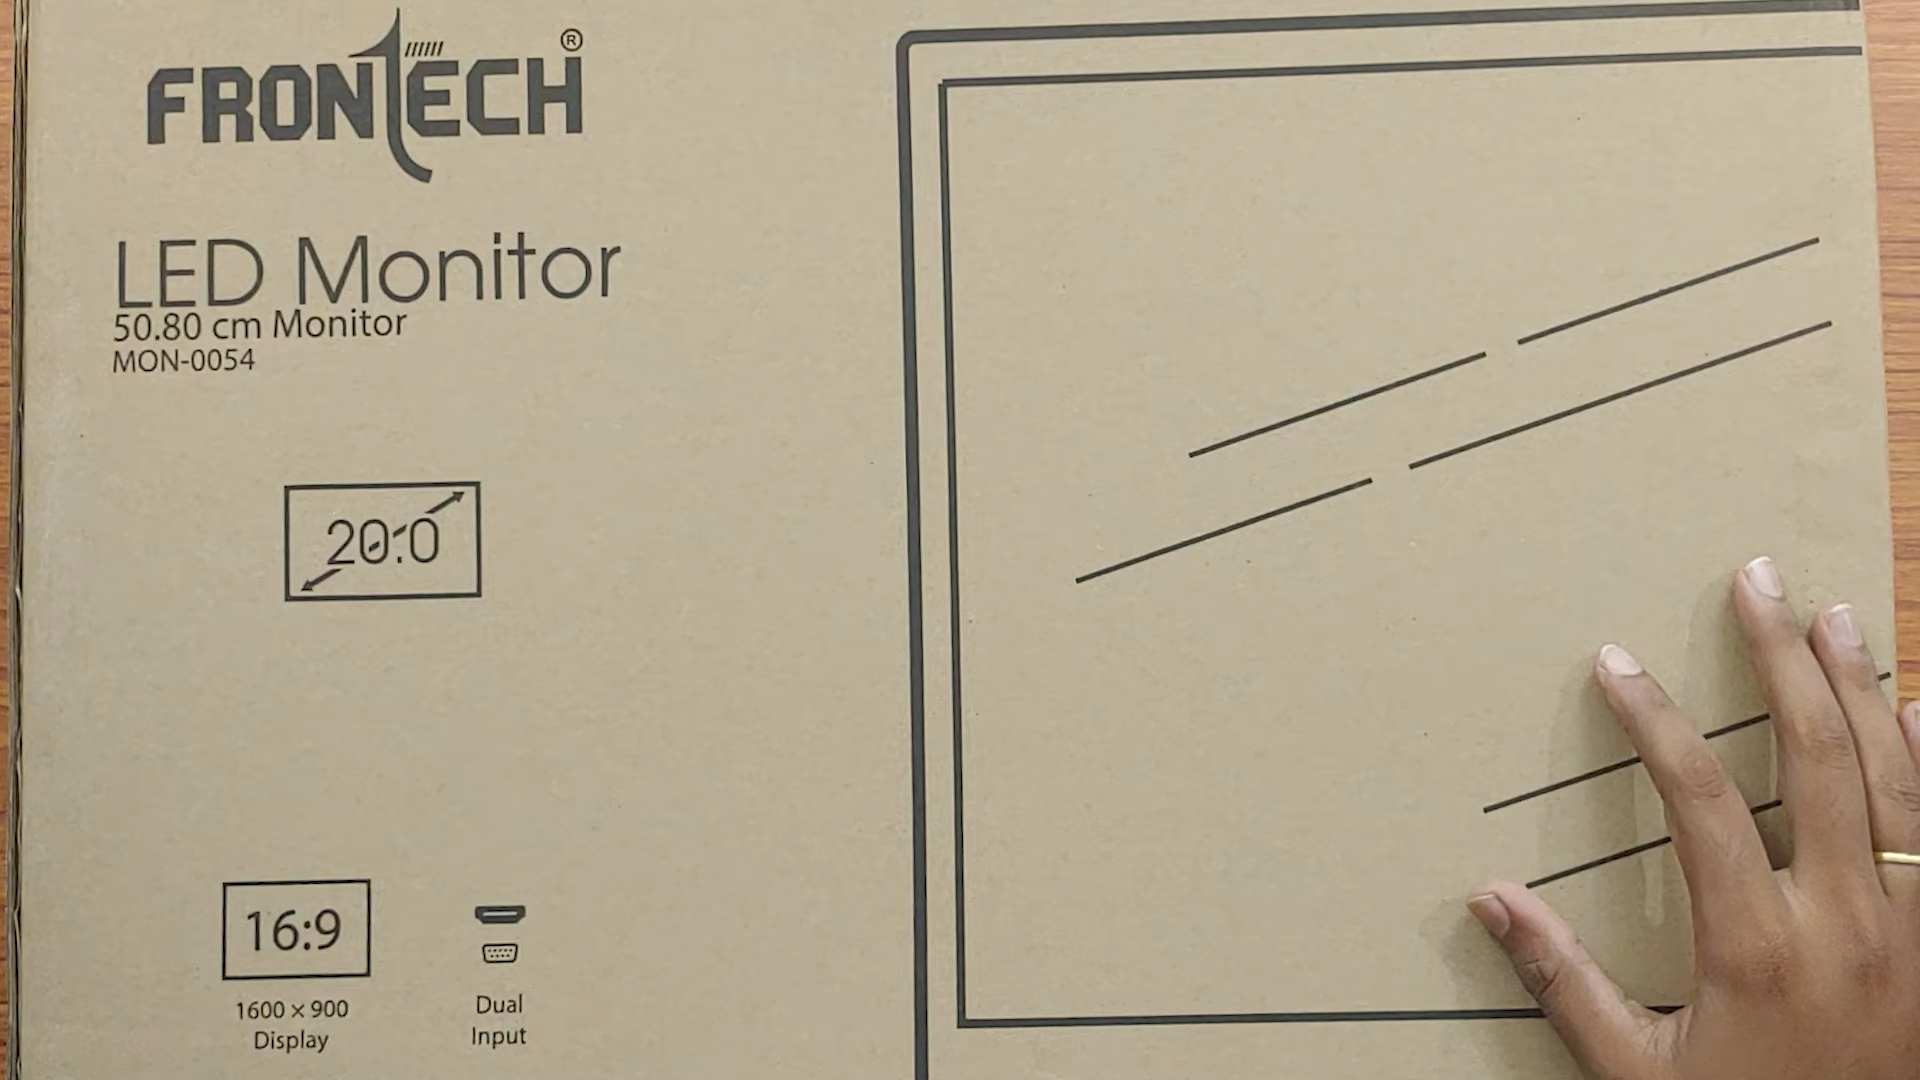 FRONTECH®
LED Monitor
50.80 cm Monitor
MON-0054
20.0
16:9
1600 × 900
Display
Dual
Input